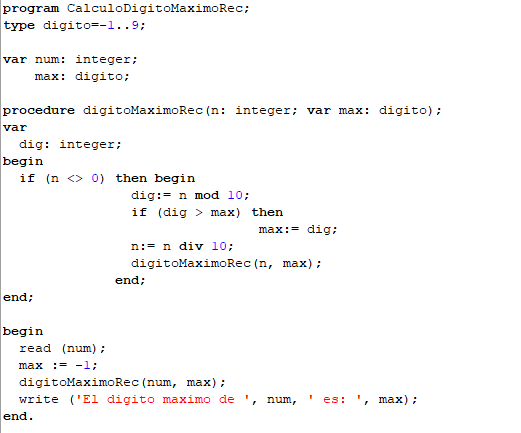 program CalculoDigitoMaximoRec;
type digito=-1..9;
var num: integer;
max: digito;
procedure digitoMaximoRec(n: integer; var max: digito);
var
dig: integer;
begin
if (n <> 0) then begin
dig:= n mod 10;
if (dig > max) then
max:= dig;
n:= n div 10;
digitoMaximoRec(n, max);
end;
end;
begin
read (num);
max := -1;
digitoMaximoRec(num, max);
write ('El digito maximo de ', num, ' es: ', max);
end.